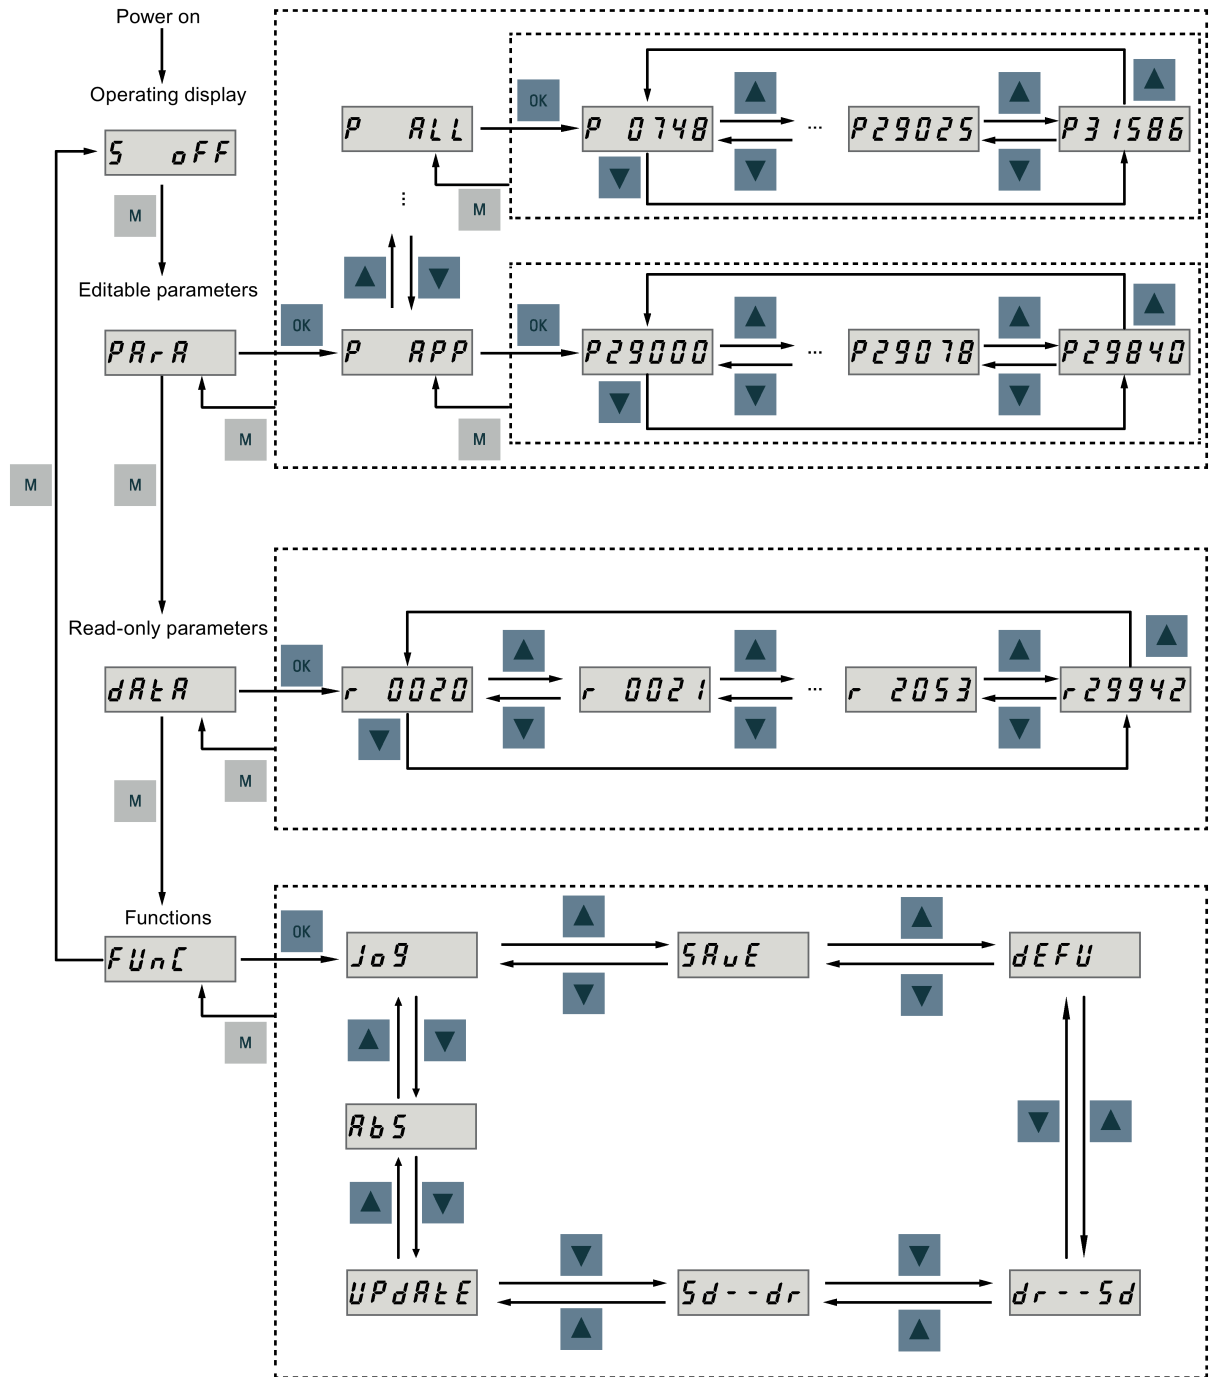 Power on
Operating display
S oFF
M
Editable parameters
PArA
OK
P ALL
OK
P 0748
...
P29025
P31586
M
⋮
P APP
OK
P29000
...
P29078
P29840
M
M
M
M
Read-only parameters
dAtA
OK
r 0020
r 0021
...
r 2053
r29942
M
M
Functions
FUnC
OK
Jog
SAvE
dEFU
M
AbS
UPdAtE
Sd--dr
dr--Sd